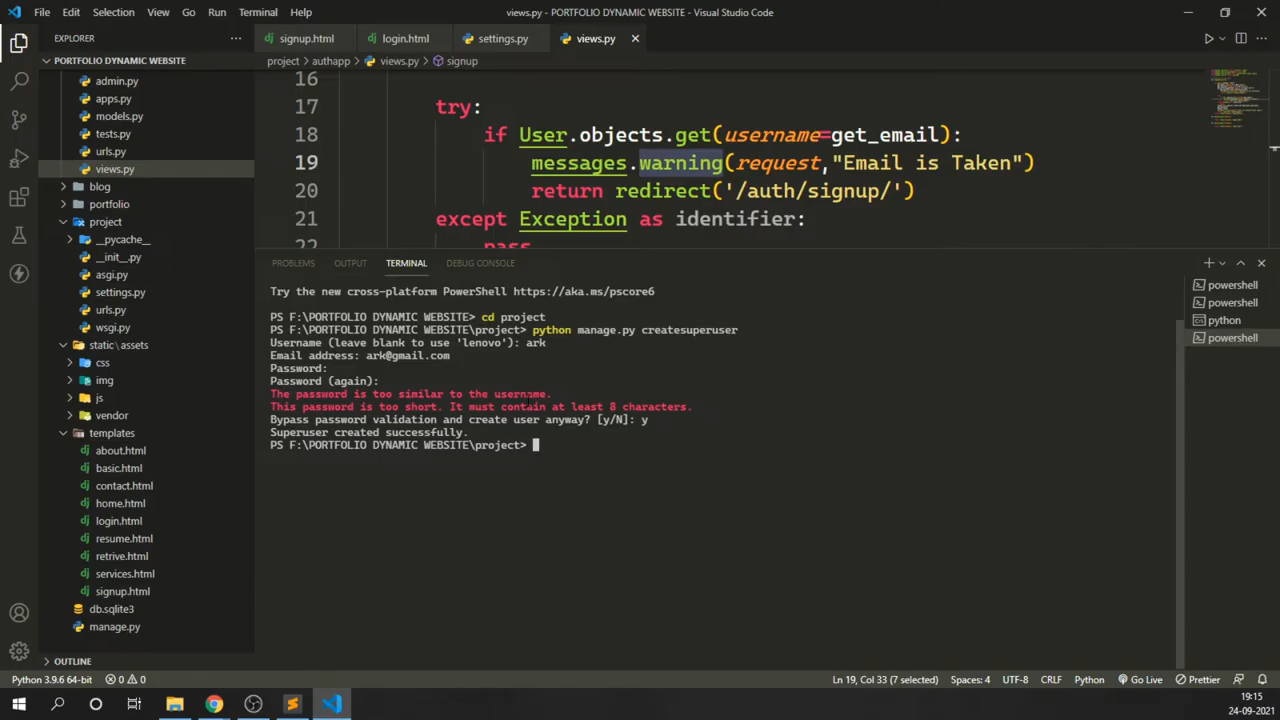 File Edit Selection View Go Run Terminal Help
views.py - PORTFOLIO DYNAMIC WEBSITE - Visual Studio Code
EXPLORER
signup.html
login.html
settings.py
views.py
PORTFOLIO DYNAMIC WEBSITE
admin.py
apps.py
models.py
tests.py
urls.py
views.py
blog
portfolio
project
__pycache__
__init__.py
asgi.py
settings.py
urls.py
wsgi.py
static\assets
css
img
js
vendor
templates
about.html
basic.html
contact.html
home.html
login.html
resume.html
retrive.html
services.html
signup.html
db.sqlite3
manage.py
OUTLINE
project > authapp > views.py > signup
16
17 try:
18 if User.objects.get(username=get_email):
19 messages.warning(request,"Email is Taken")
20 return redirect('/auth/signup/')
21 except Exception as identifier:
22 pass
PROBLEMS OUTPUT TERMINAL DEBUG CONSOLE
Try the new cross-platform PowerShell https://aka.ms/pscore6
PS F:\PORTFOLIO DYNAMIC WEBSITE> cd project
PS F:\PORTFOLIO DYNAMIC WEBSITE\project> python manage.py createsuperuser
Username (leave blank to use 'lenovo'): ark
Email address: ark@gmail.com
Password:
Password (again):
The password is too similar to the username.
This password is too short. It must contain at least 8 characters.
Bypass password validation and create user anyway? [y/N]: y
Superuser created successfully.
PS F:\PORTFOLIO DYNAMIC WEBSITE\project>
powershell
powershell
python
powershell
Python 3.9.6 64-bit 0 0 Ln 19, Col 24 (7 selected) Spaces: 4 UTF-8 CRLF Python Go Live Prettier
19:15
24-09-2021